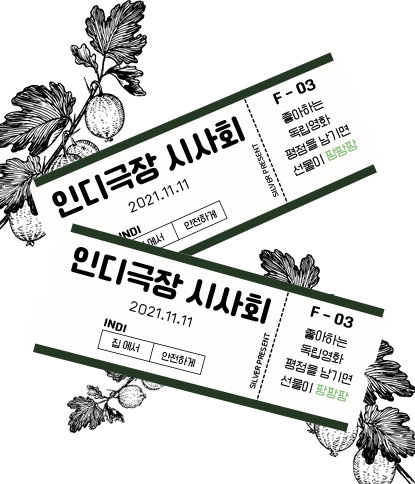 인디극장 시사회
2021.11.11
INDI
에서
안전하게
SILVER PRESENT
F - 03
좋아하는
독립영화
평점을 남기면
선물이 팡팡팡
인디극장 시사회
2021.11.11
INDI
집에서
안전하게
SILVER PRESENT
F - 03
좋아하는
독립영화
평점을 남기면
선물이 팡팡팡